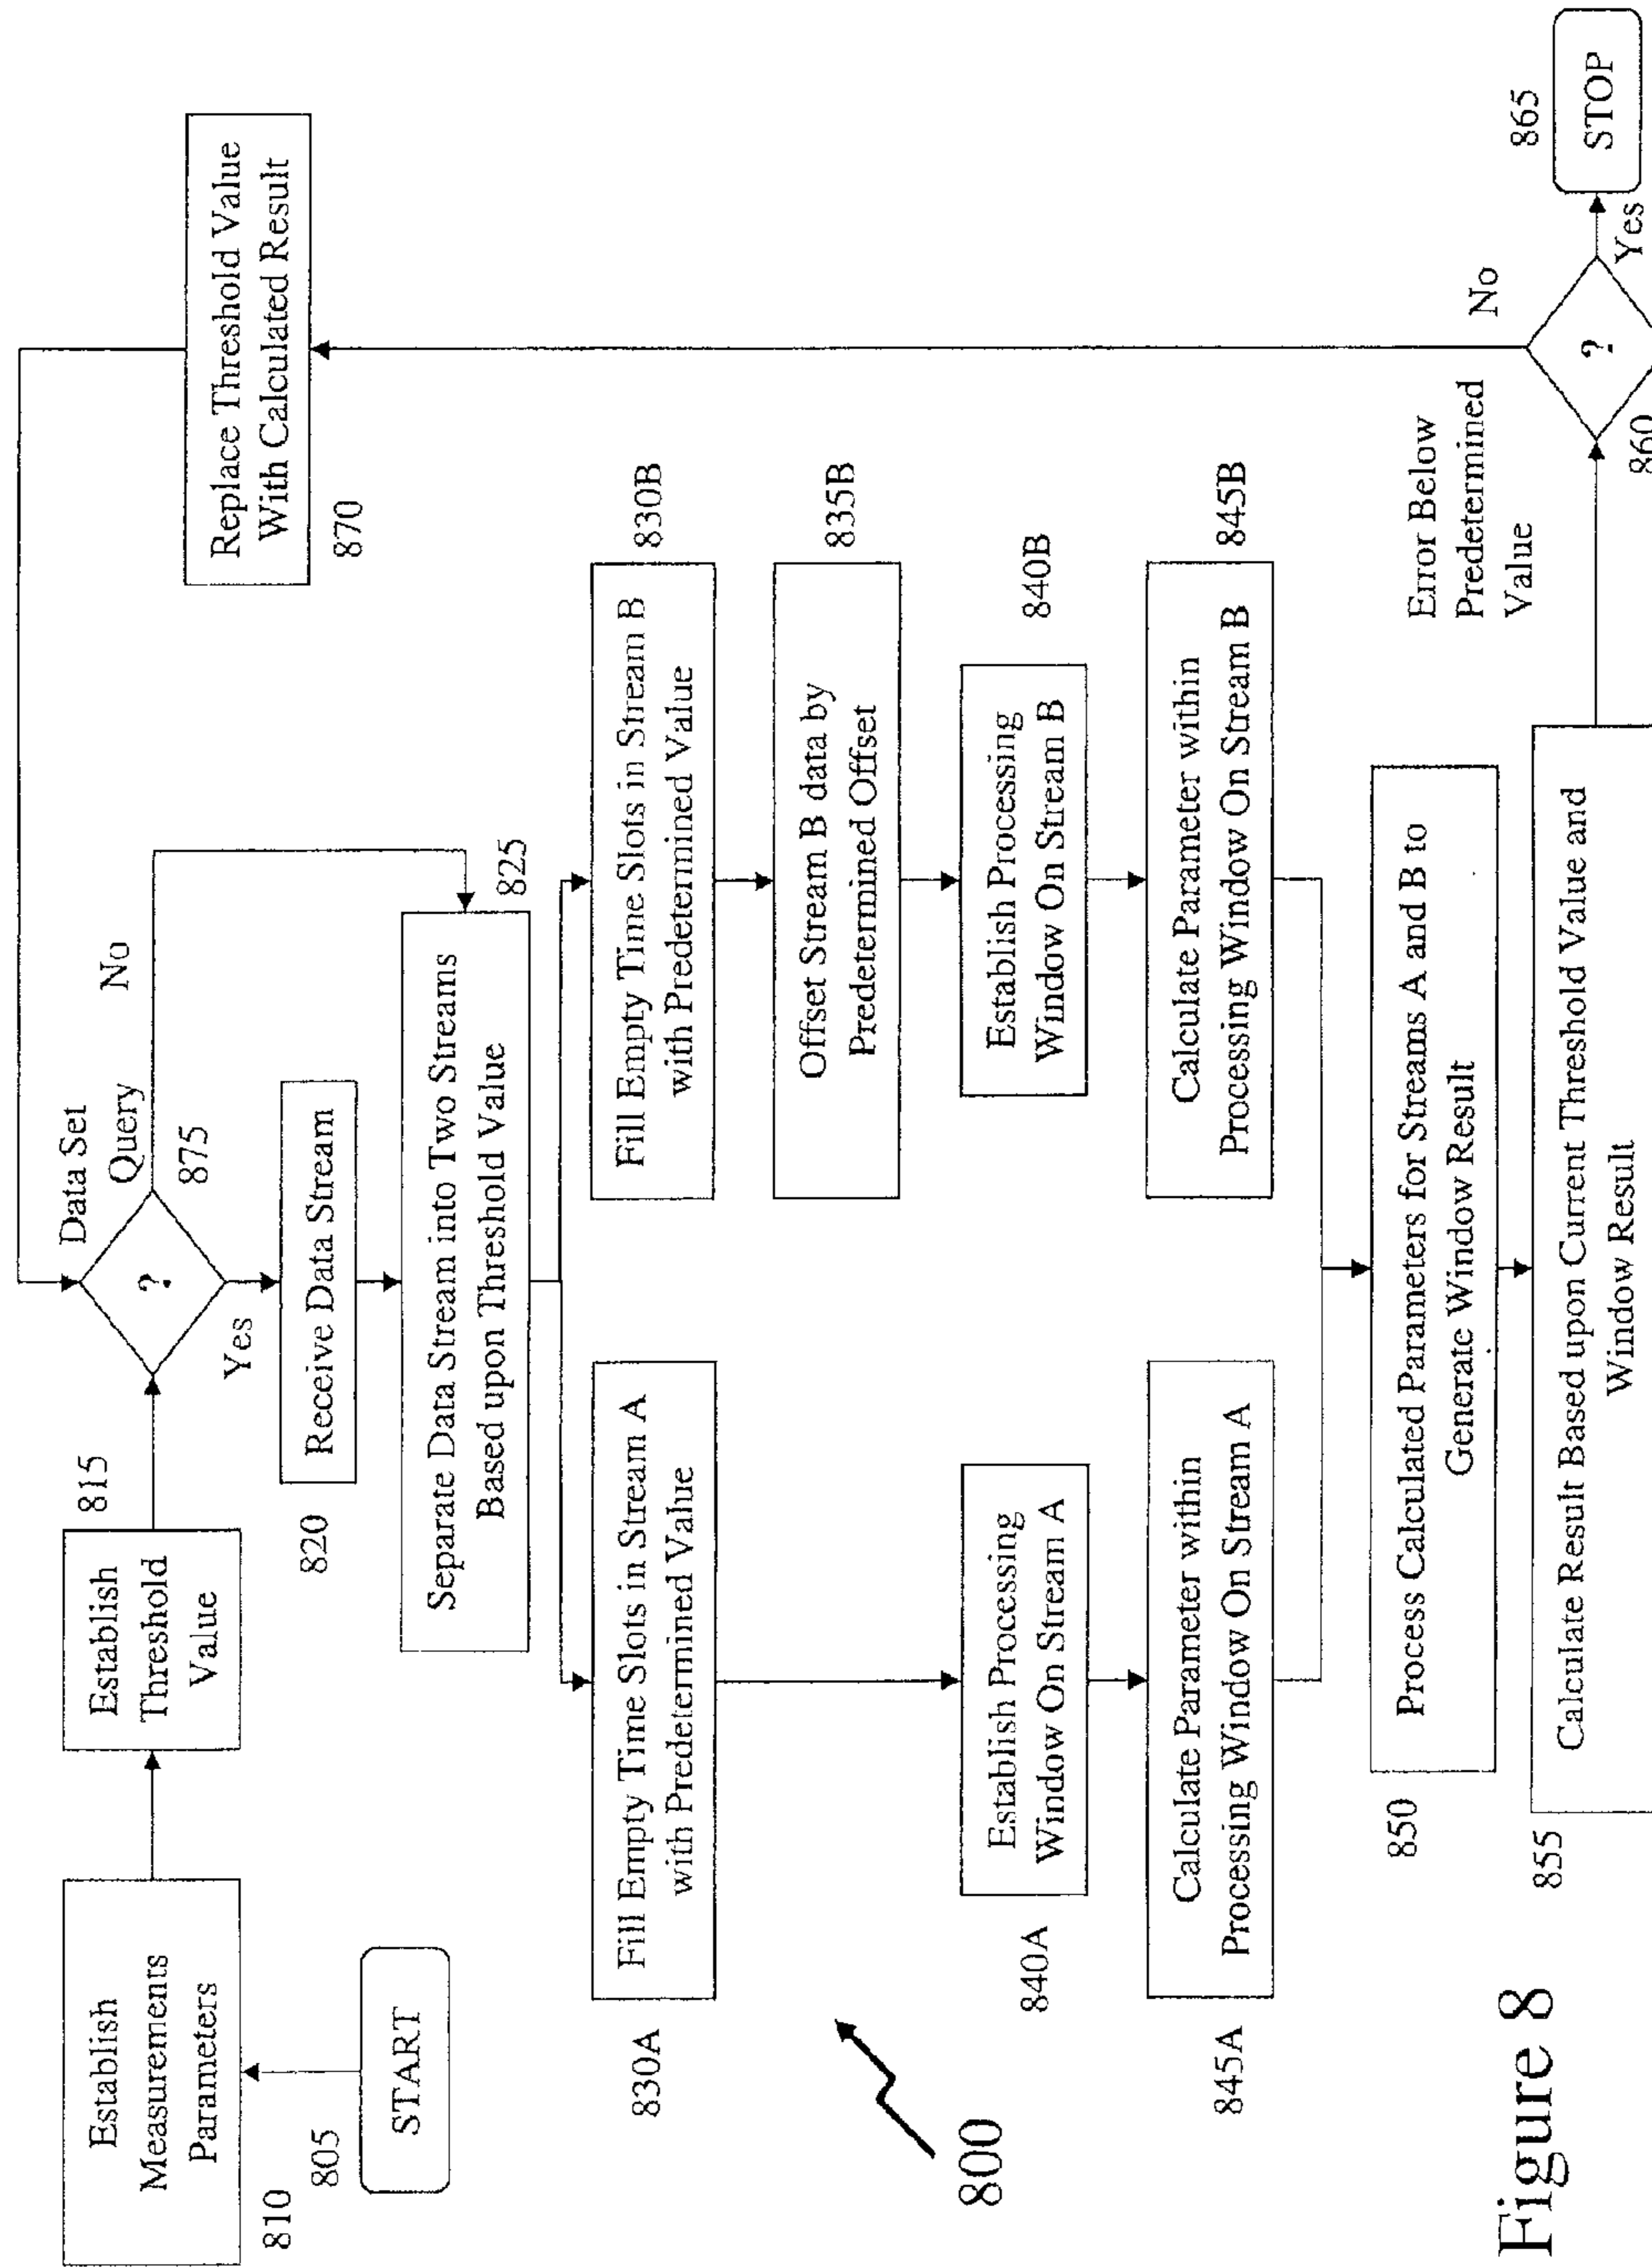 805
START
810
Establish
Measurements
Parameters
815
Establish
Threshold
Value
Data Set
Query
?
875
No
Yes
820
Receive Data Stream
825
Separate Data Stream into Two Streams
Based upon Threshold Value
830A
Fill Empty Time Slots in Stream A
with Predetermined Value
830B
Fill Empty Time Slots in Stream B
with Predetermined Value
835B
Offset Stream B data by
Predetermined Offset
840A
Establish Processing
Window On Stream A
840B
Establish Processing
Window On Stream B
845A
Calculate Parameter within
Processing Window On Stream A
845B
Calculate Parameter within
Processing Window On Stream B
850
Process Calculated Parameters for Streams A and B to
Generate Window Result
855
Calculate Result Based upon Current Threshold Value and
Window Result
Error Below
Predetermined
Value
?
860
No
Yes
865
STOP
870
Replace Threshold Value
With Calculated Result
800
Figure 8